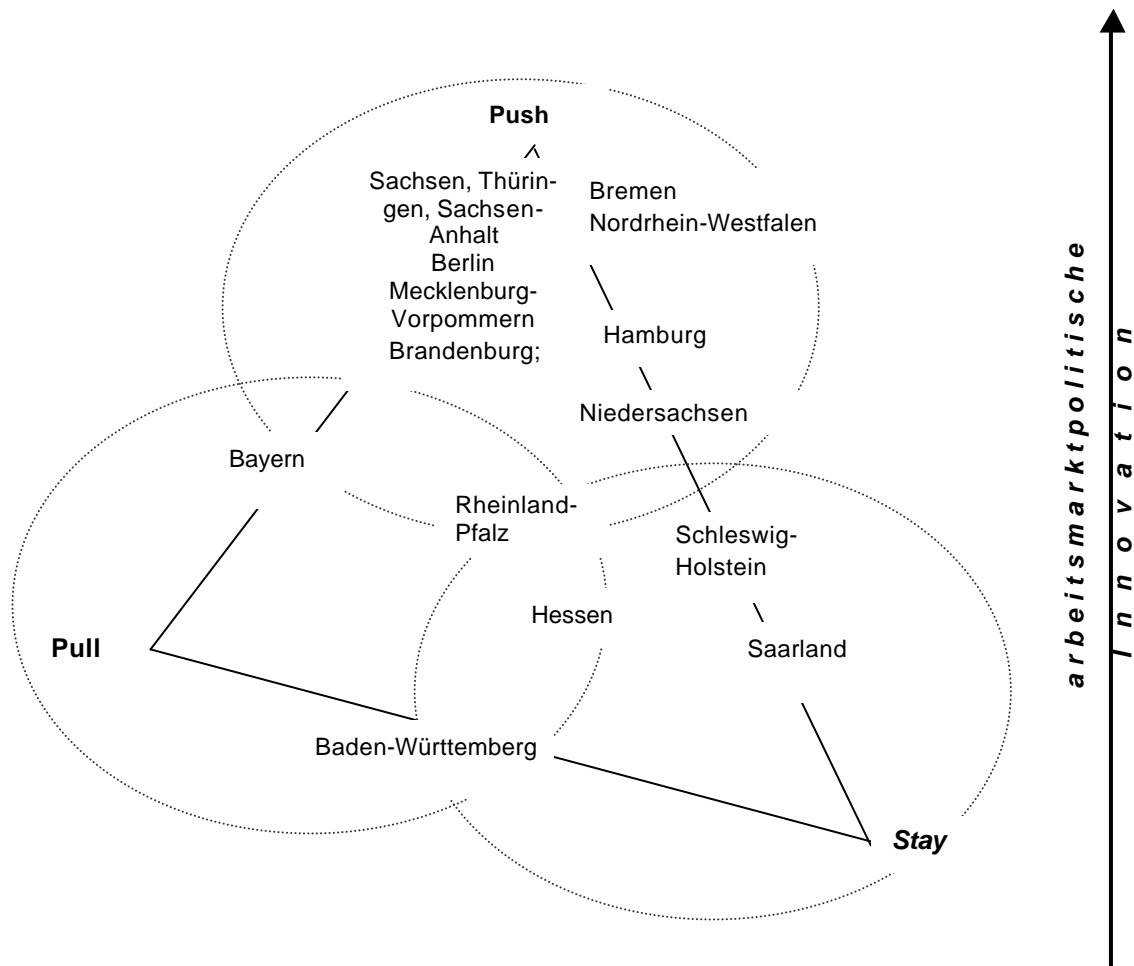 Push
Sachsen, Thürin-
gen, Sachsen-
Anhalt
Berlin
Mecklenburg-
Vorpommern
Brandenburg;
Bremen
Nordrhein-Westfalen
Hamburg
Niedersachsen
Bayern
Rheinland-
Pfalz
Schleswig-
Holstein
Hessen
Pull
Saarland
Baden-Württemberg
Stay
arbeitsmarktpolitische
Innovation